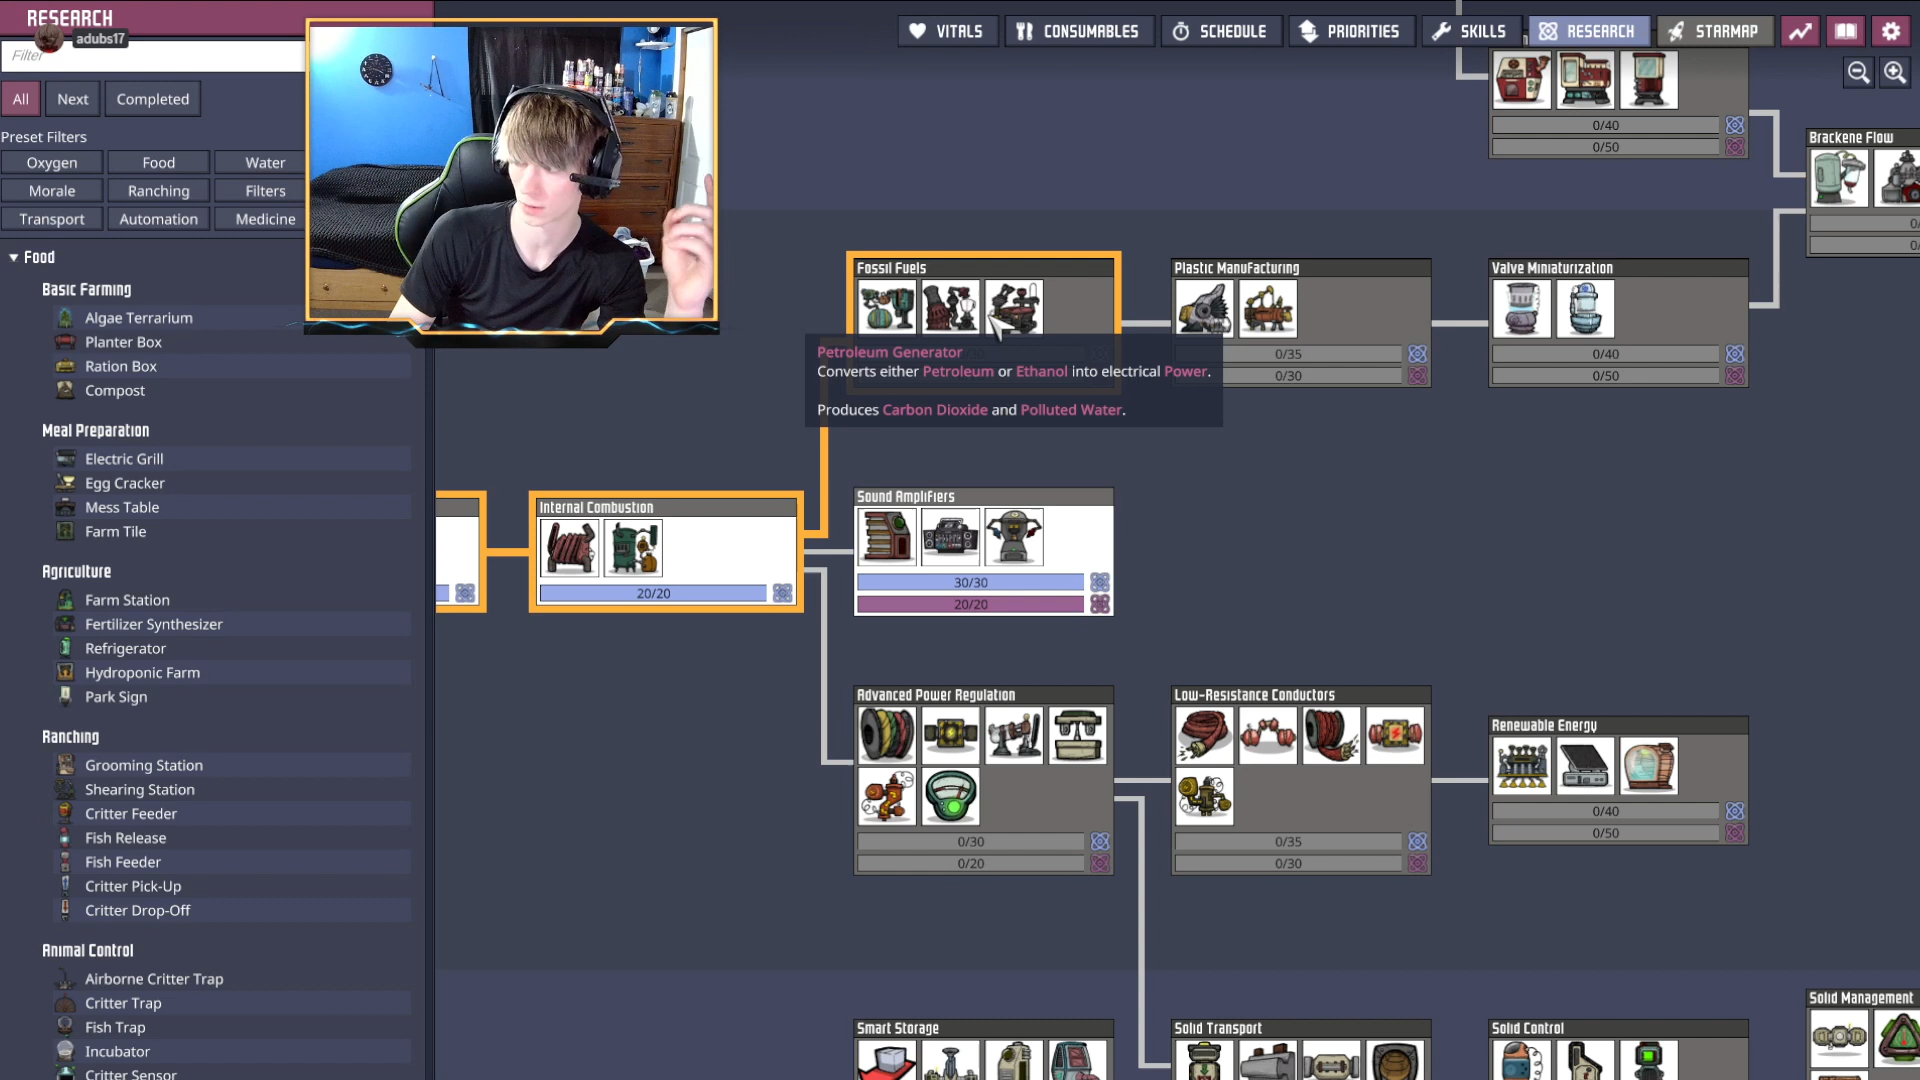 RESEARCH
adubs17
Filter
All
Next
Completed
Preset Filters
Oxygen
Food
Water
Morale
Ranching
Filters
Transport
Automation
Medicine
Food
Basic Farming
Algae Terrarium
Planter Box
Ration Box
Compost
Meal Preparation
Electric Grill
Egg Cracker
Mess Table
Farm Tile
Agriculture
Farm Station
Fertilizer Synthesizer
Refrigerator
Hydroponic Farm
Park Sign
Ranching
Grooming Station
Shearing Station
Critter Feeder
Fish Release
Fish Feeder
Critter Pick-Up
Critter Drop-Off
Animal Control
Airborne Critter Trap
Critter Trap
Fish Trap
Incubator
Critter Sensor
VITALS
CONSUMABLES
SCHEDULE
PRIORITIES
SKILLS
RESEARCH
STARMAP
0/40
0/50
Brackene Flow
Fossil Fuels
Plastic Manufacturing
0/35
0/30
Valve Miniaturization
0/40
0/50
Petroleum Generator
Converts either Petroleum or Ethanol into electrical Power.
Produces Carbon Dioxide and Polluted Water.
Internal Combustion
20/20
Sound Amplifiers
30/30
20/20
Advanced Power Regulation
0/30
0/20
Low-Resistance Conductors
0/35
0/30
Renewable Energy
0/40
0/50
Smart Storage
Solid Transport
Solid Control
Solid Management